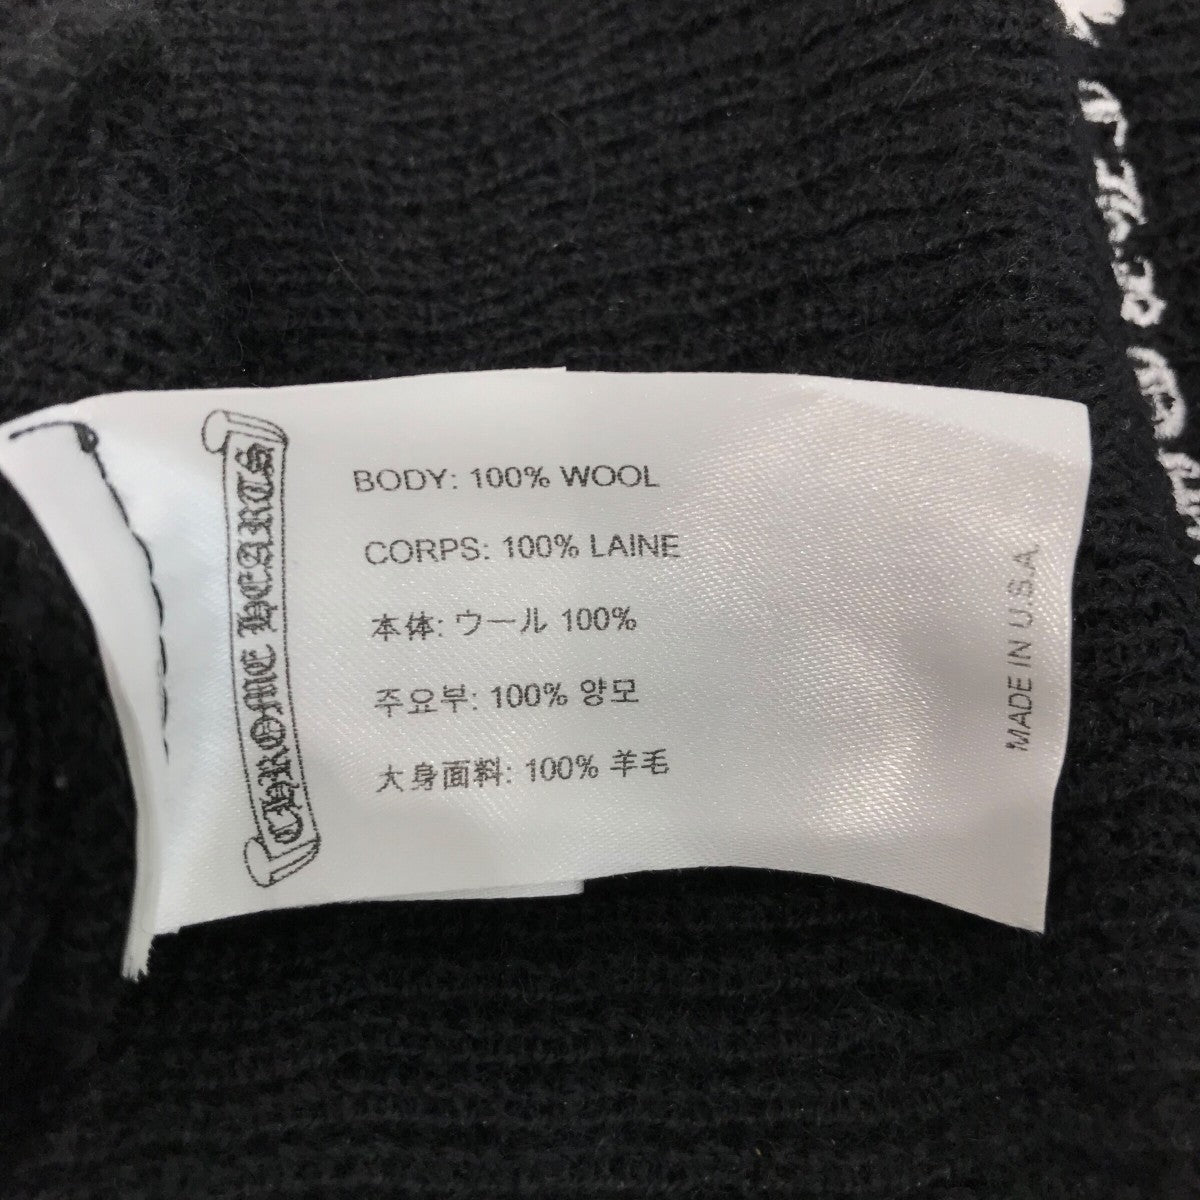 CHROME HEARTS
BODY: 100% WOOL
CORPS: 100% LAINE
本体: ウール 100%
주요부: 100% 양모
大身面料: 100% 羊毛
MADE IN U.S.A.